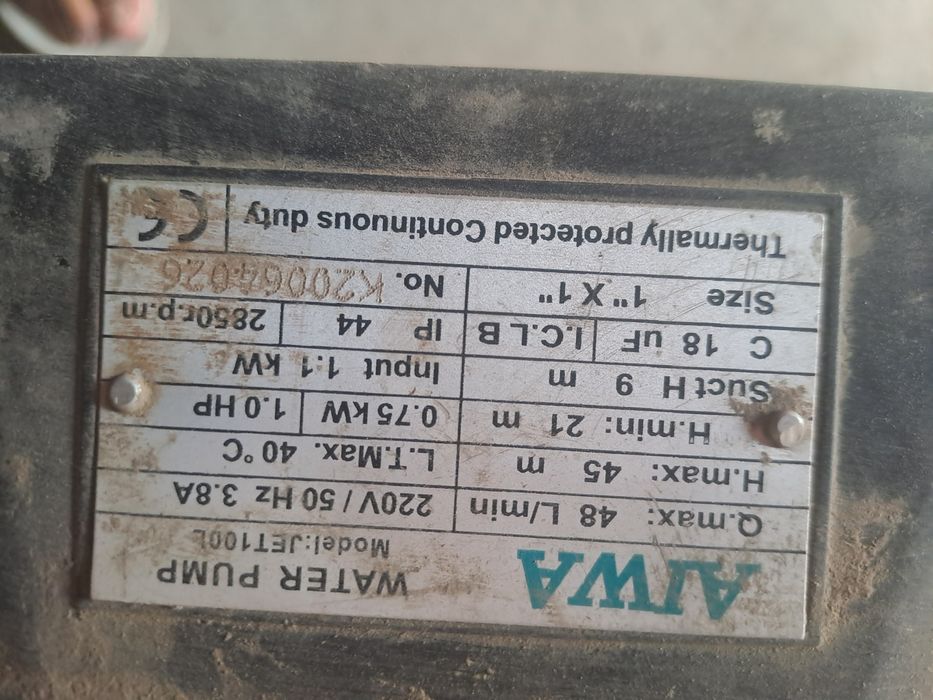 AIWA WATER PUMP
Model:JET100L
Q.max: 48 L/min 220V / 50 Hz 3.8A
H.max: 45 m L.T.Max. 40 °C
H.min: 21 m 0.75 kW 1.0 HP
Suct H 9 m Input 1.1 kW
C 18 uF I.C.L B IP 44 2850r.p.m
Size 1" X 1" No. K20064026
Thermally protected Continuous duty CE